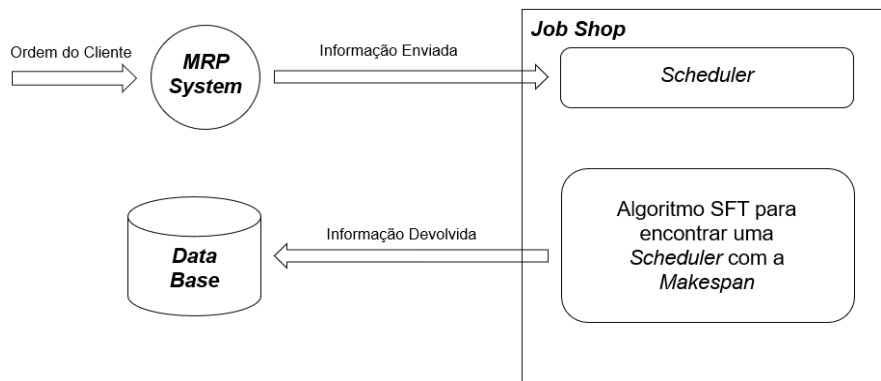 Ordem do Cliente
MRP
System
Informação Enviada
Job Shop
Scheduler
Data
Base
Informação Devolvida
Algoritmo SFT para
encontrar uma
Scheduler com a
Makespan